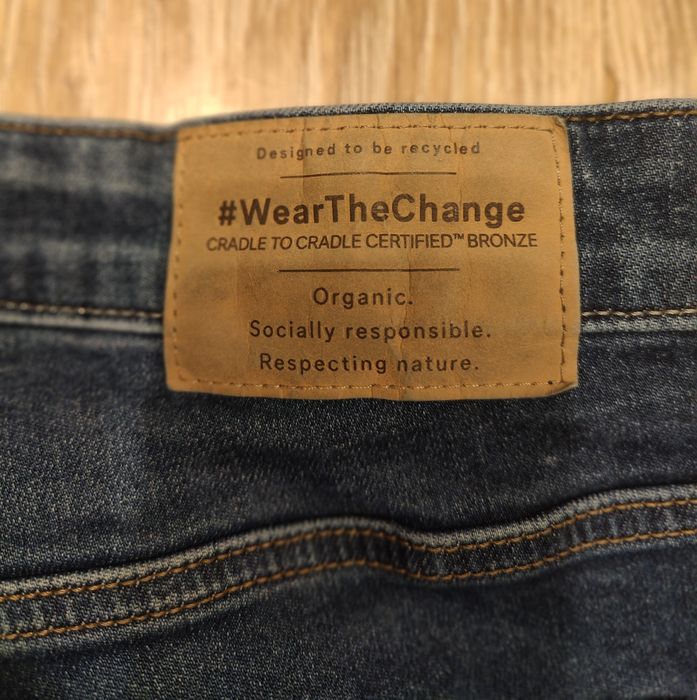 Designed to be recycled
#WearTheChange
CRADLE TO CRADLE CERTIFIED™ BRONZE
Organic.
Socially responsible.
Respecting nature.